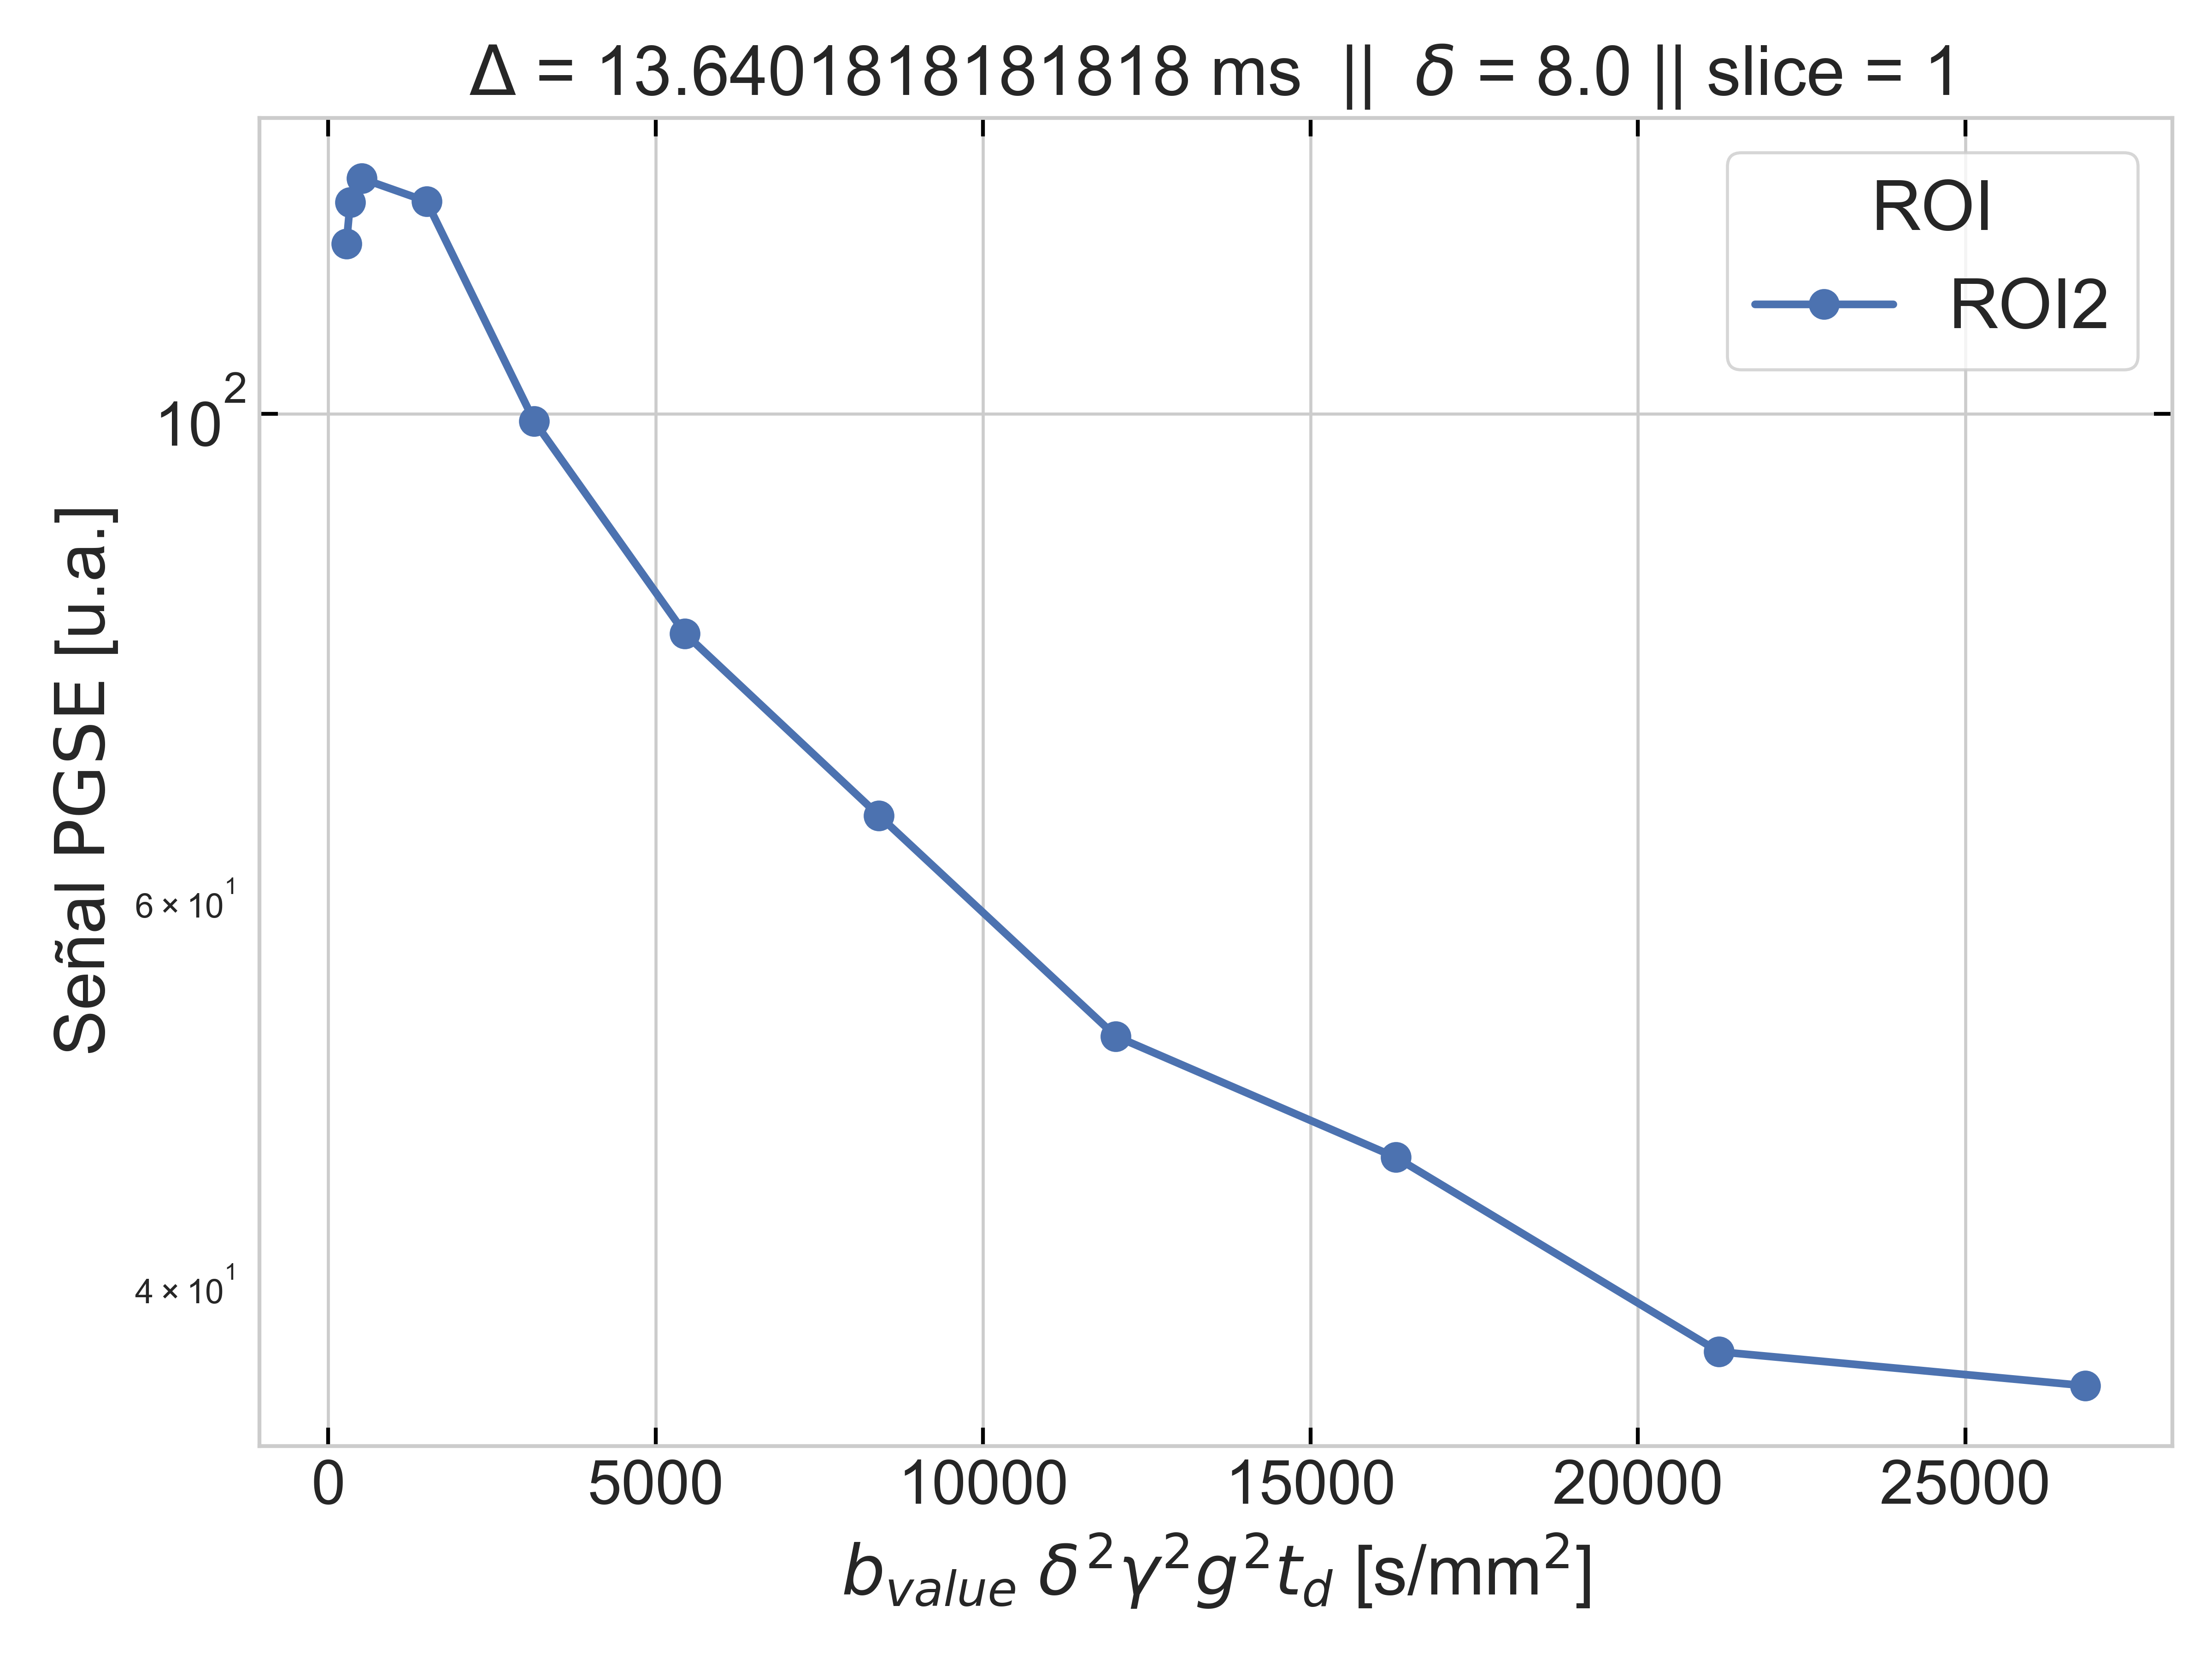 Δ = 13.6401818181818 ms || δ = 8.0 || slice = 1
ROI
ROI2
10²
6 × 10¹
4 × 10¹
Señal PGSE [u.a.]
0 5000 10000 15000 20000 25000
b_value δ²γ²g²t_d [s/mm²]